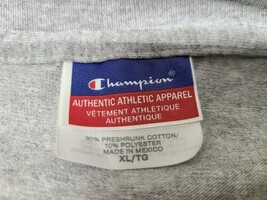 Champion
AUTHENTIC ATHLETIC APPAREL
VÊTEMENT ATHLÉTIQUE
AUTHENTIQUE
90% PRESHRUNK COTTON/
10% POLYESTER
MADE IN MEXICO
XL/TG